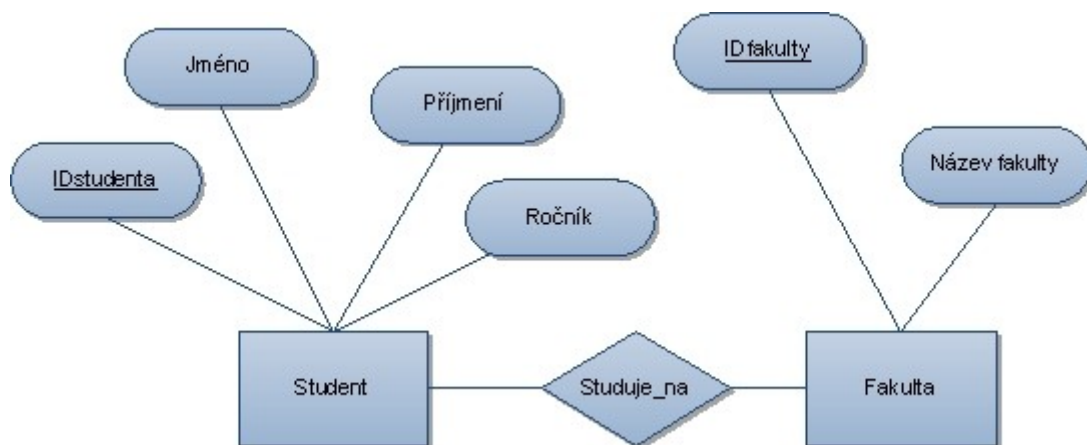 Jméno
IDfakulty
Příjmení
Název fakulty
IDstudenta
Ročník
Student
Studuje_na
Fakulta